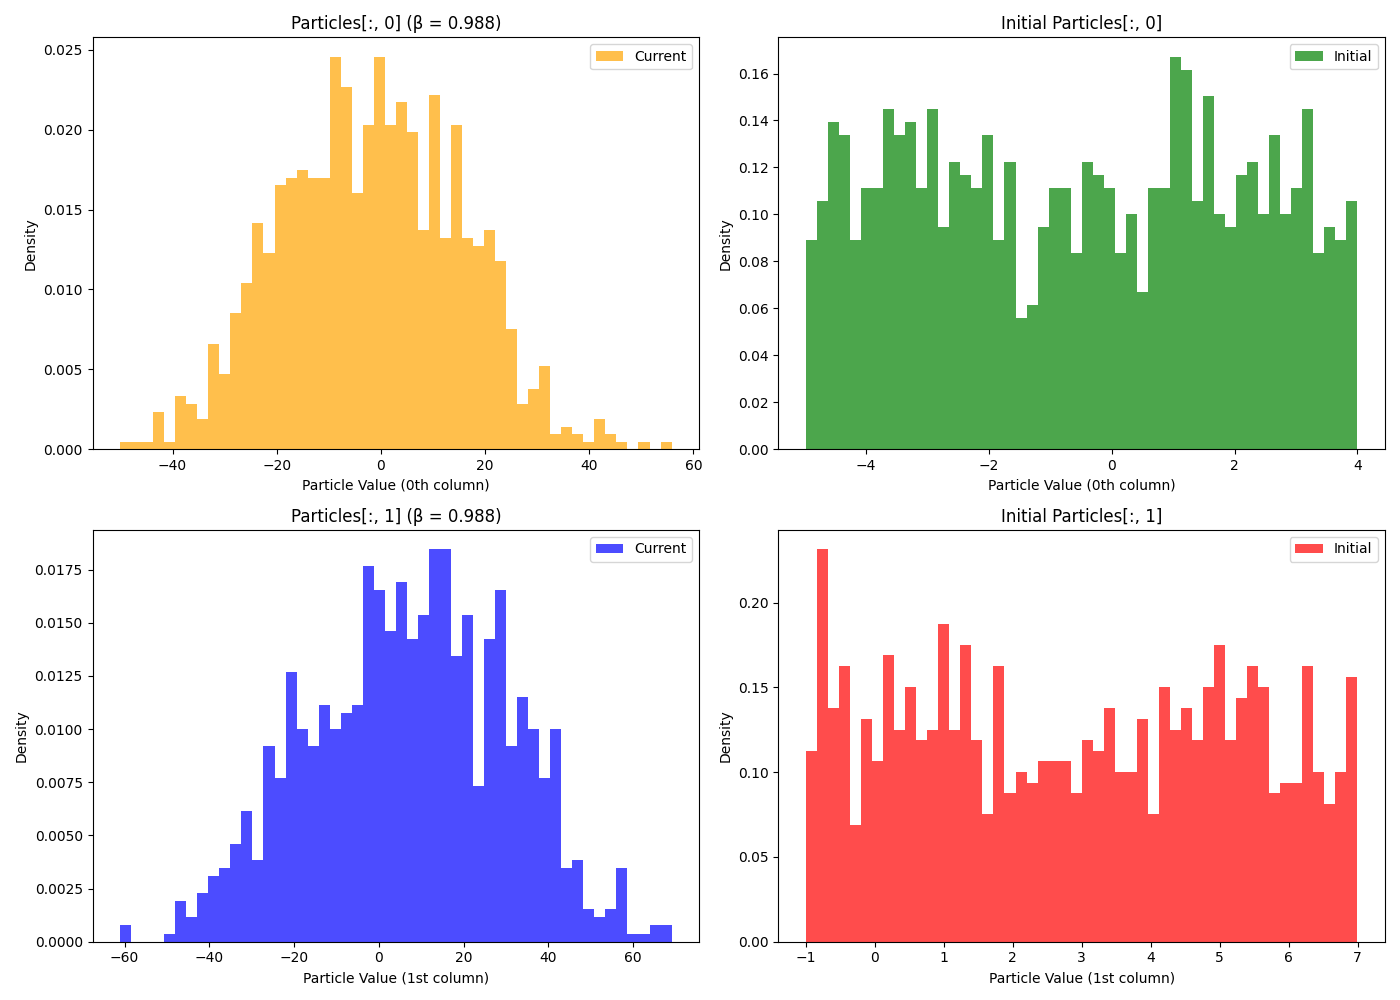 Particles[:, 0] (β = 0.988)
Current
0.025
0.020
0.015
0.010
0.005
0.000
Density
−40 −20 0 20 40 60
Particle Value (0th column)
Initial Particles[:, 0]
Initial
0.16
0.14
0.12
0.10
0.08
0.06
0.04
0.02
0.00
Density
−4 −2 0 2 4
Particle Value (0th column)
Particles[:, 1] (β = 0.988)
Current
0.0175
0.0150
0.0125
0.0100
0.0075
0.0050
0.0025
0.0000
Density
−60 −40 −20 0 20 40 60
Particle Value (1st column)
Initial Particles[:, 1]
Initial
0.20
0.15
0.10
0.05
0.00
Density
−1 0 1 2 3 4 5 6 7
Particle Value (1st column)